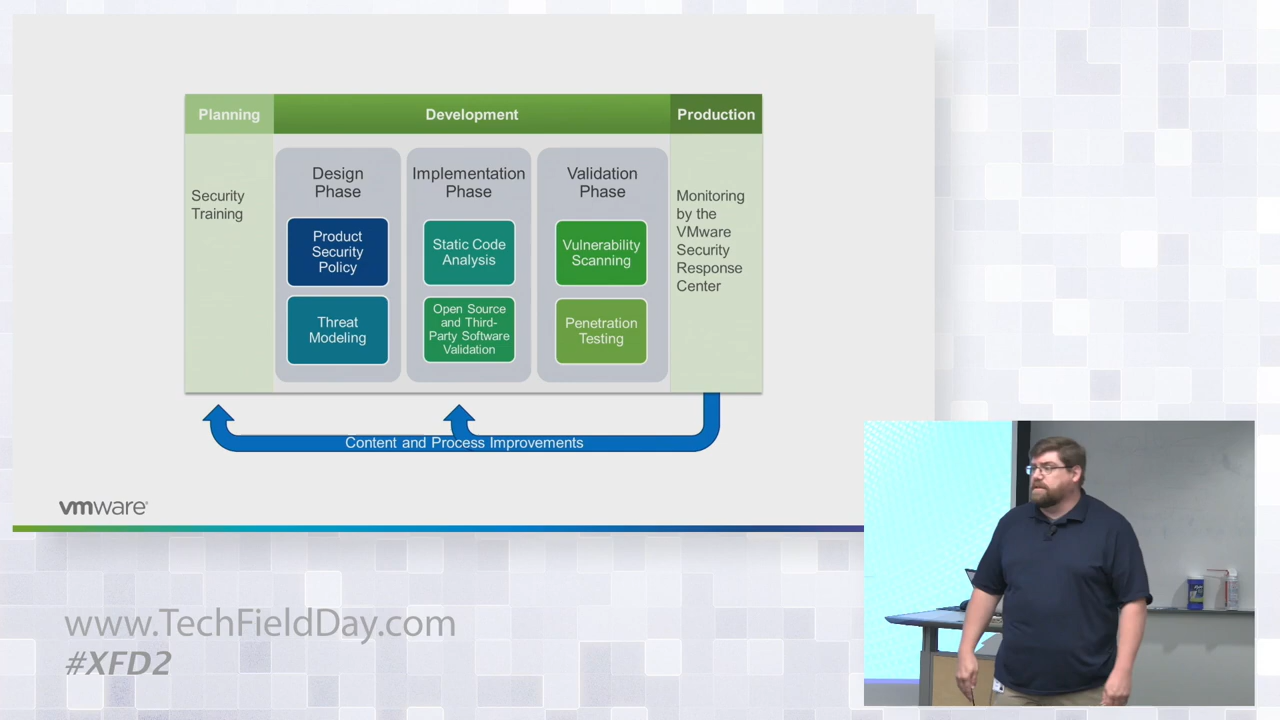 Planning
Development
Production
Security
Training
Design
Phase
Product
Security
Policy
Threat
Modeling
Implementation
Phase
Static Code
Analysis
Open Source
and Third-
Party Software
Validation
Validation
Phase
Vulnerability
Scanning
Penetration
Testing
Monitoring
by the
VMware
Security
Response
Center
Content and Process Improvements
vmware®
www.TechFieldDay.com
#XFD2